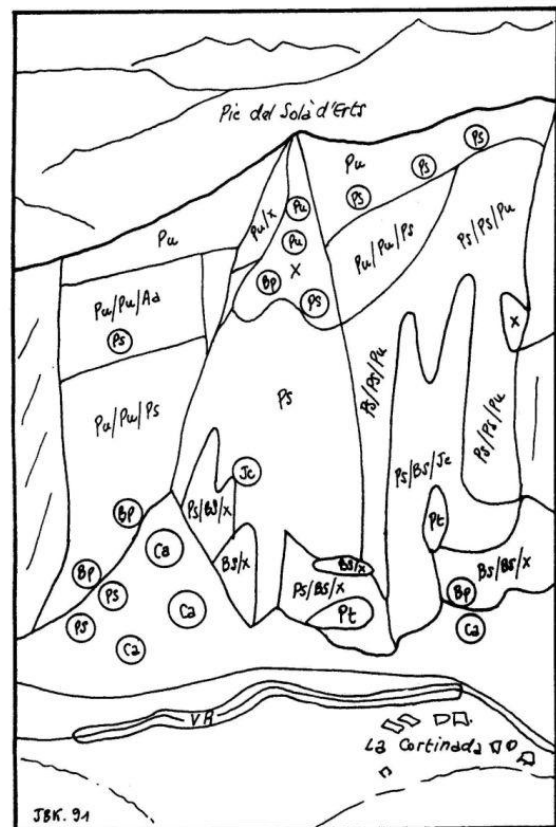 Pic del Solà d'Erts
Ps
Pu
Ps
Ps
Pu
Pu/x
Pu
Pu
X
Bp
Ps
Pu/Pu/Ps
Ps/Ps/Pu
Pu/Pu/Ad
Ps
X
Pu/Pu/Ps
Ps
Ps/Ps/Pu
Ps/Ps/Pu
Ps/Bs/Jc
Jc
Ps/Bs/x
Bp
Pt
Ca
Bs/x
Bs/x
Bs/Bs/x
Bp
Ps
Ps/Bs/x
Bp
Ca
Pt
Ps
Ca
Ca
VR
La Cortinada
JBK. 91